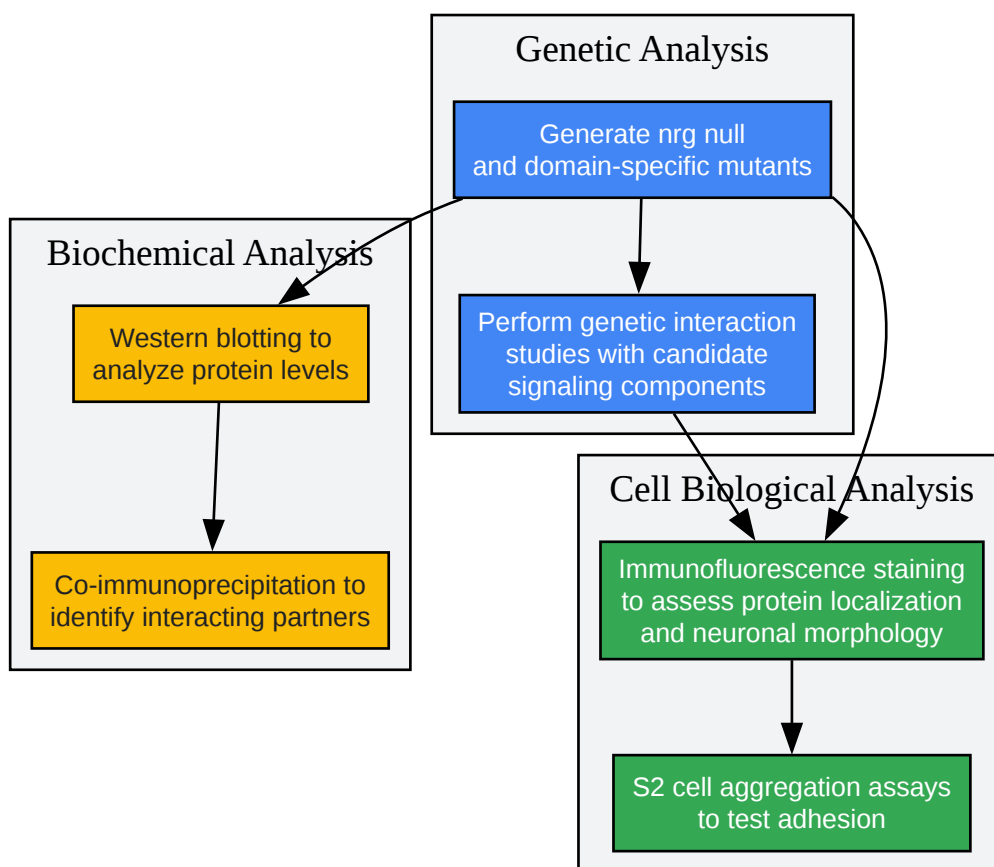 Genetic Analysis
Generate nrg null
and domain-specific mutants
Perform genetic interaction
studies with candidate
signaling components
Biochemical Analysis
Western blotting to
analyze protein levels
Co-immunoprecipitation to
identify interacting partners
Cell Biological Analysis
Immunofluorescence staining
to assess protein localization
and neuronal morphology
S2 cell aggregation assays
to test adhesion